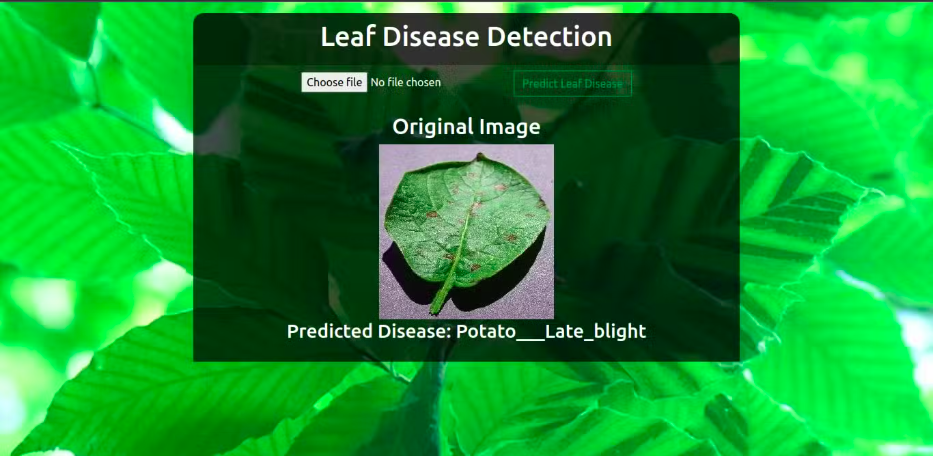 Leaf Disease Detection
Choose file No file chosen Predict Leaf Disease
Original Image
Predicted Disease: Potato___Late_blight